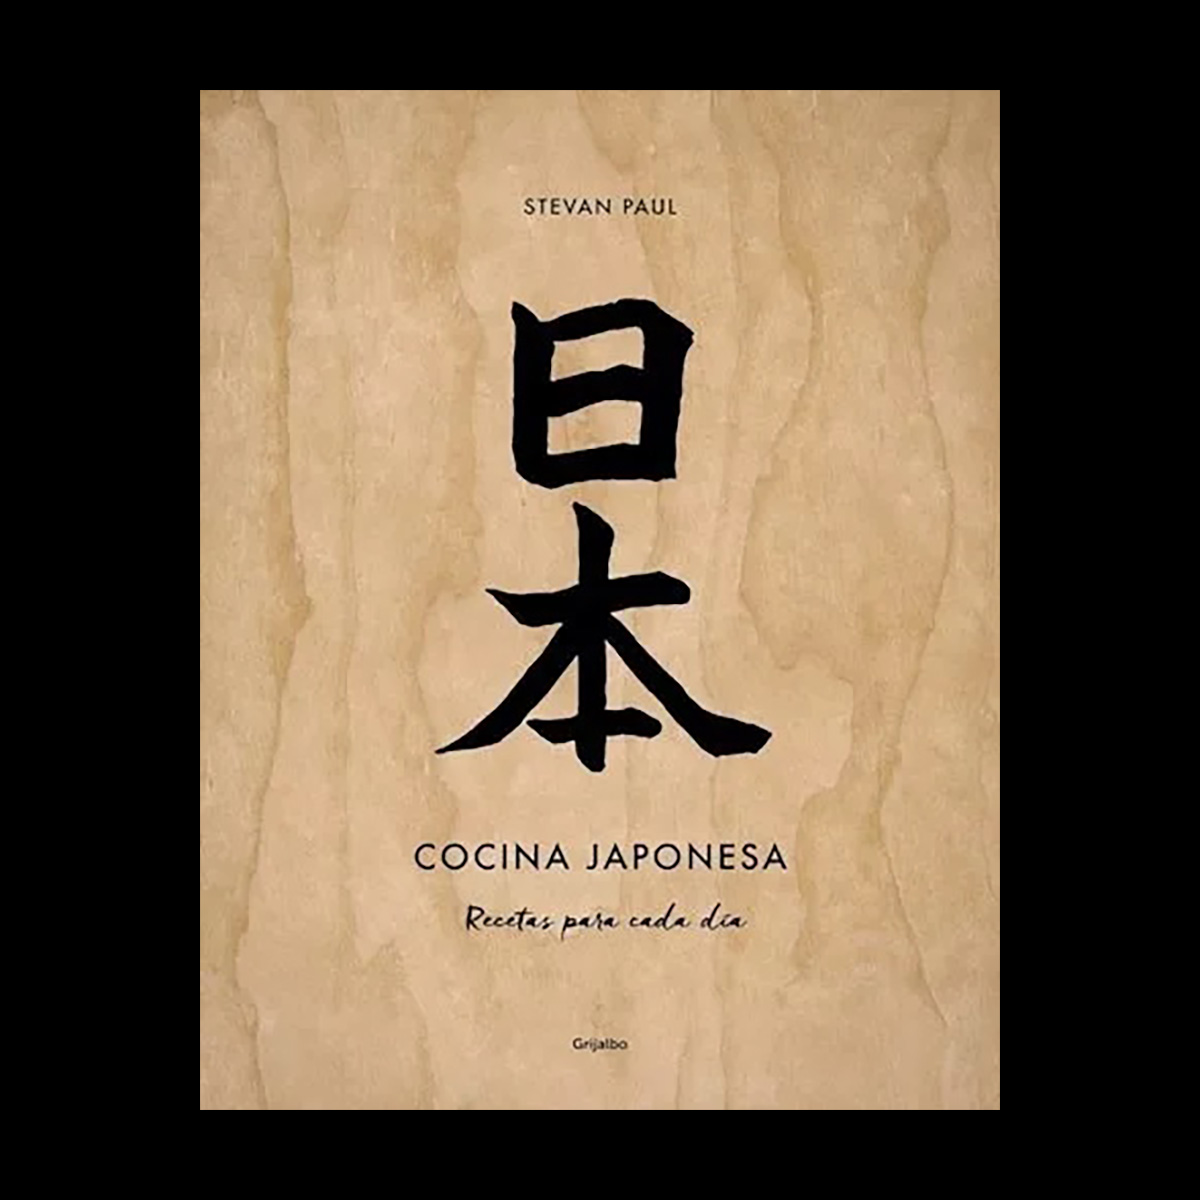 STEVAN PAUL
日
本
COCINA JAPONESA
Recetas para cada día
Grijalbo